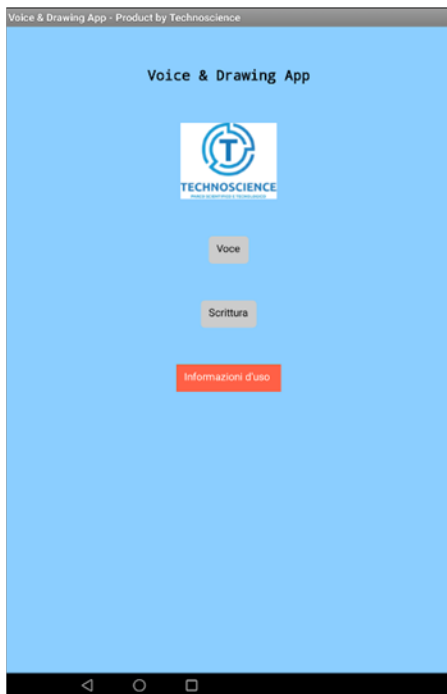 Voice & Drawing App - Product by Technoscience
Voice & Drawing App
T
TECHNOSCIENCE
Voce
Scrittura
Informazioni d'uso